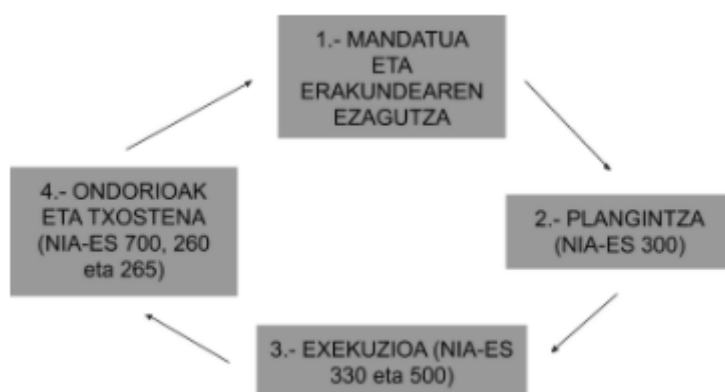 1.- MANDATUA
ETA
ERAKUNDEAREN
EZAGUTZA
2.- PLANGINTZA
(NIA-ES 300)
3.- EXEKUZIOA (NIA-ES
330 eta 500)
4.- ONDORIOAK
ETA TXOSTENA
(NIA-ES 700, 260
eta 265)